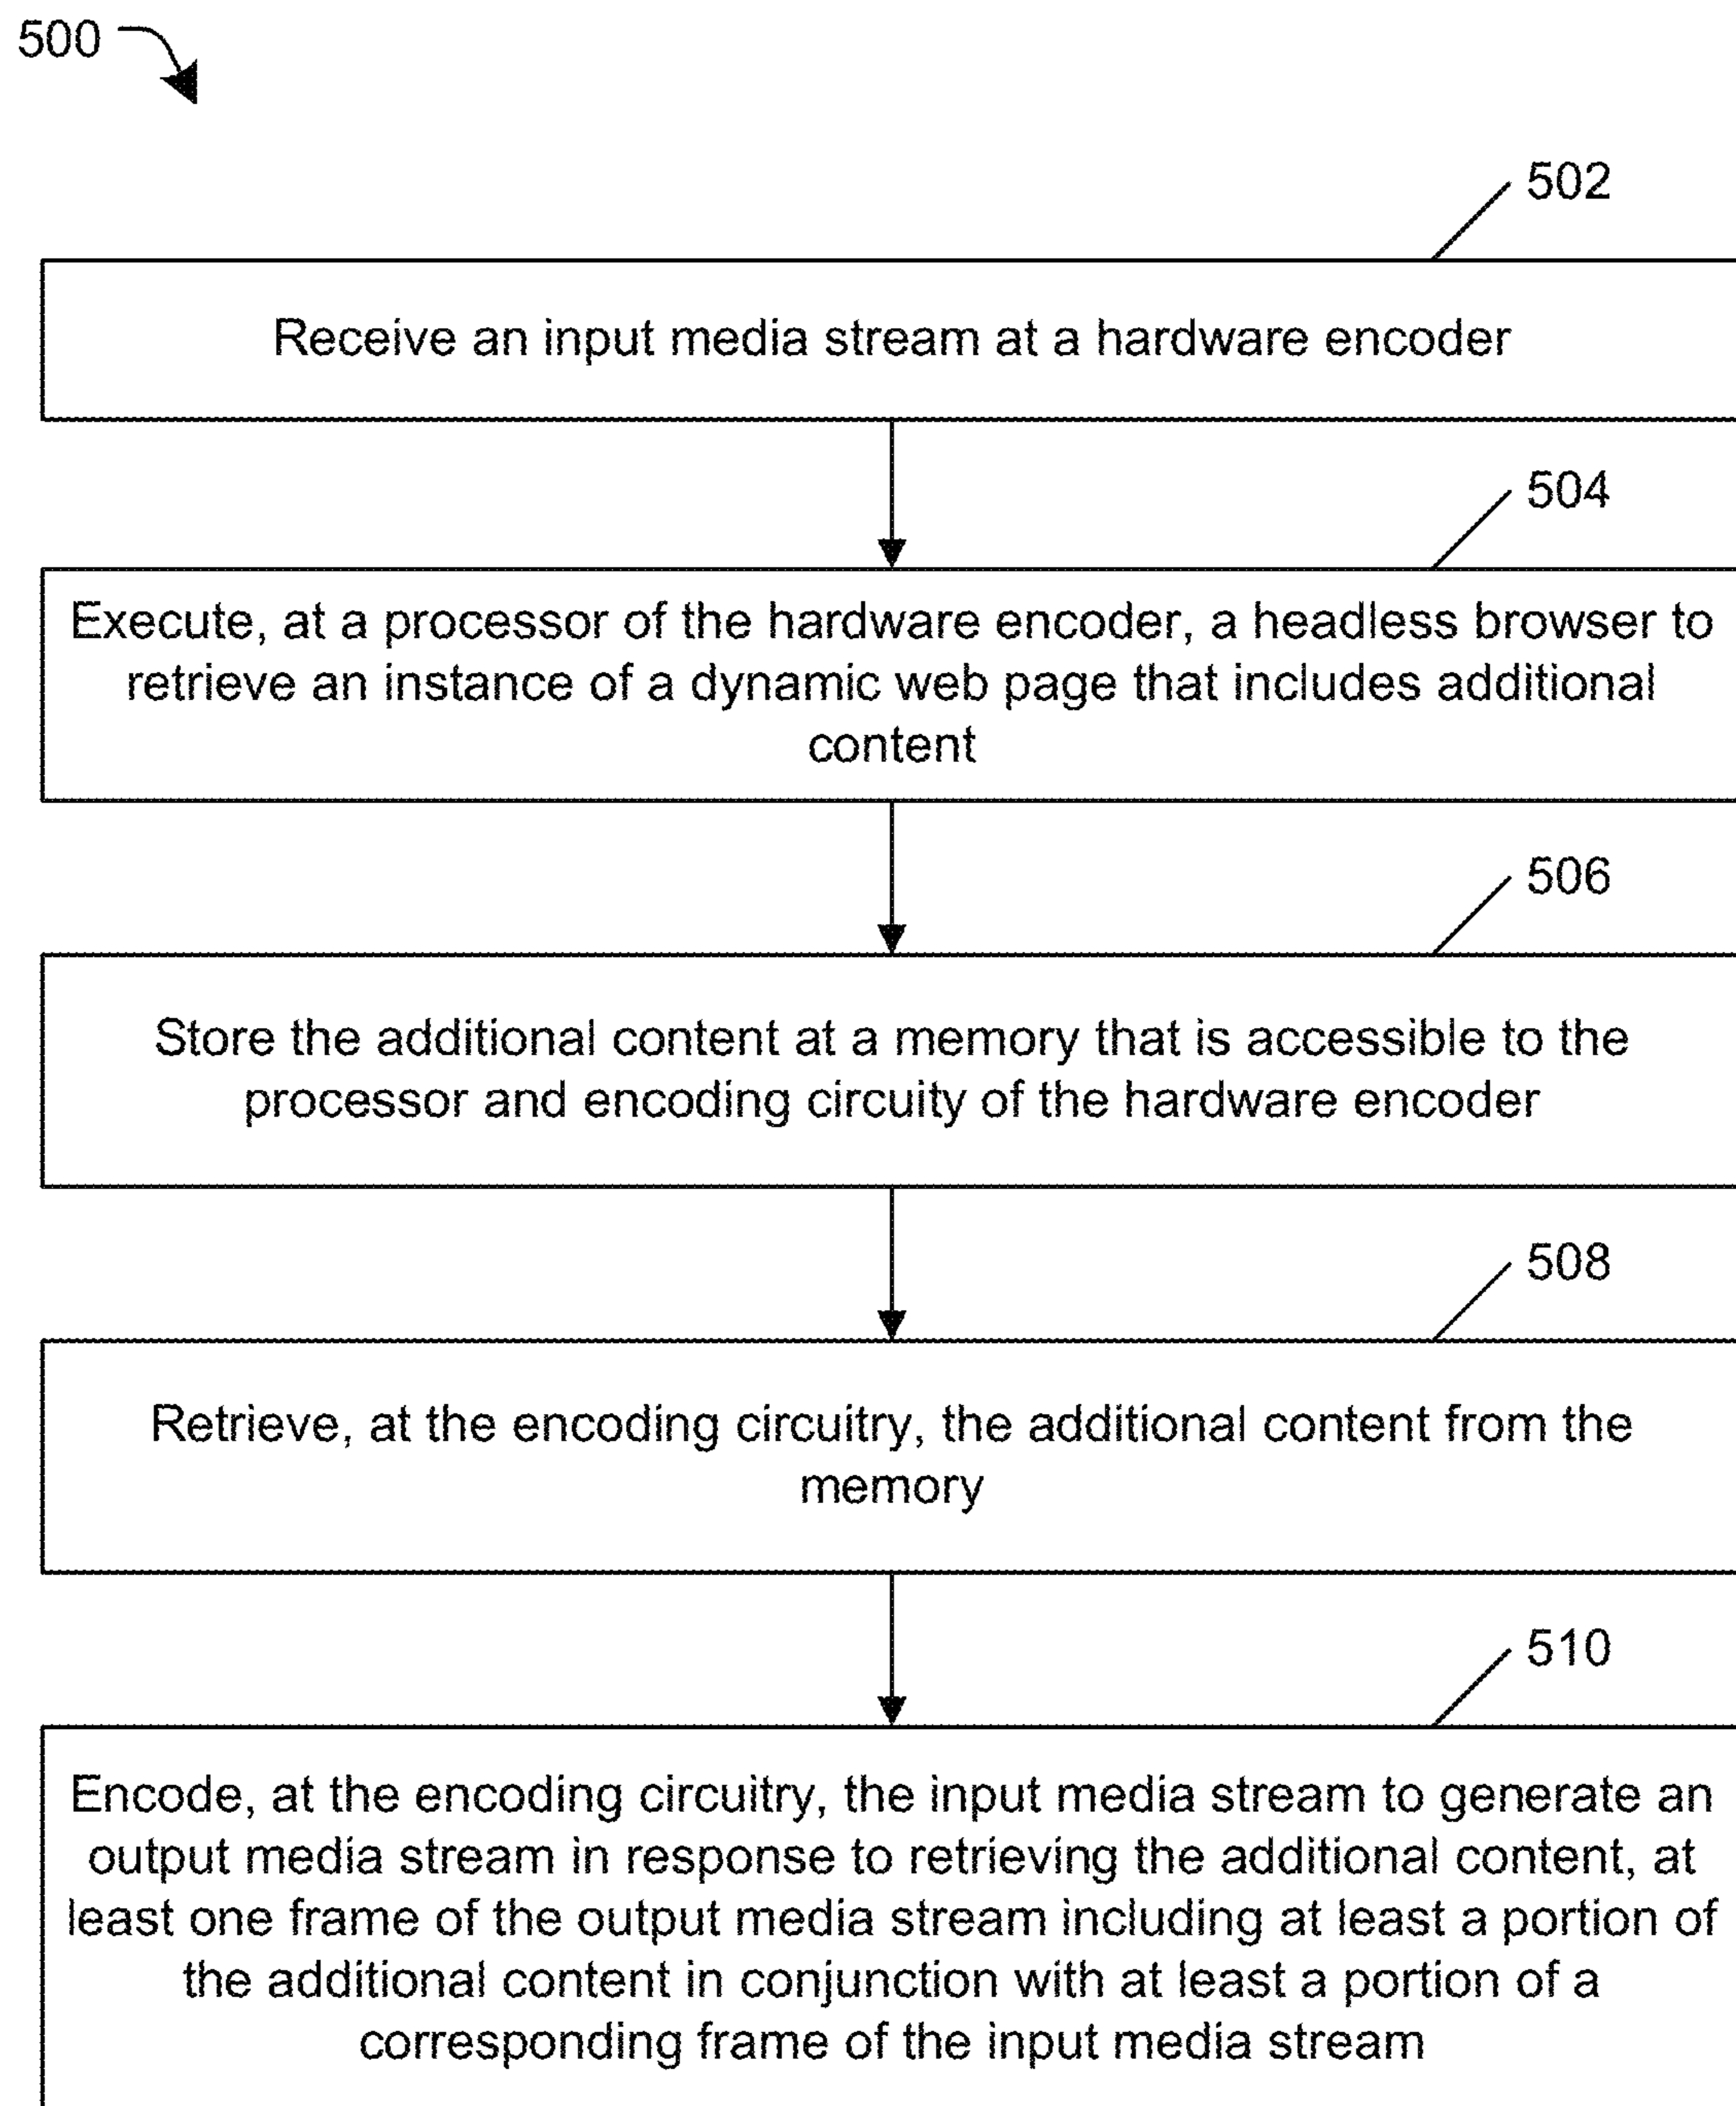 500
502
Receive an input media stream at a hardware encoder
504
Execute, at a processor of the hardware encoder, a headless browser to
retrieve an instance of a dynamic web page that includes additional
content
506
Store the additional content at a memory that is accessible to the
processor and encoding circuity of the hardware encoder
508
Retrieve, at the encoding circuitry, the additional content from the
memory
510
Encode, at the encoding circuitry, the input media stream to generate an
output media stream in response to retrieving the additional content, at
least one frame of the output media stream including at least a portion of
the additional content in conjunction with at least a portion of a
corresponding frame of the input media stream